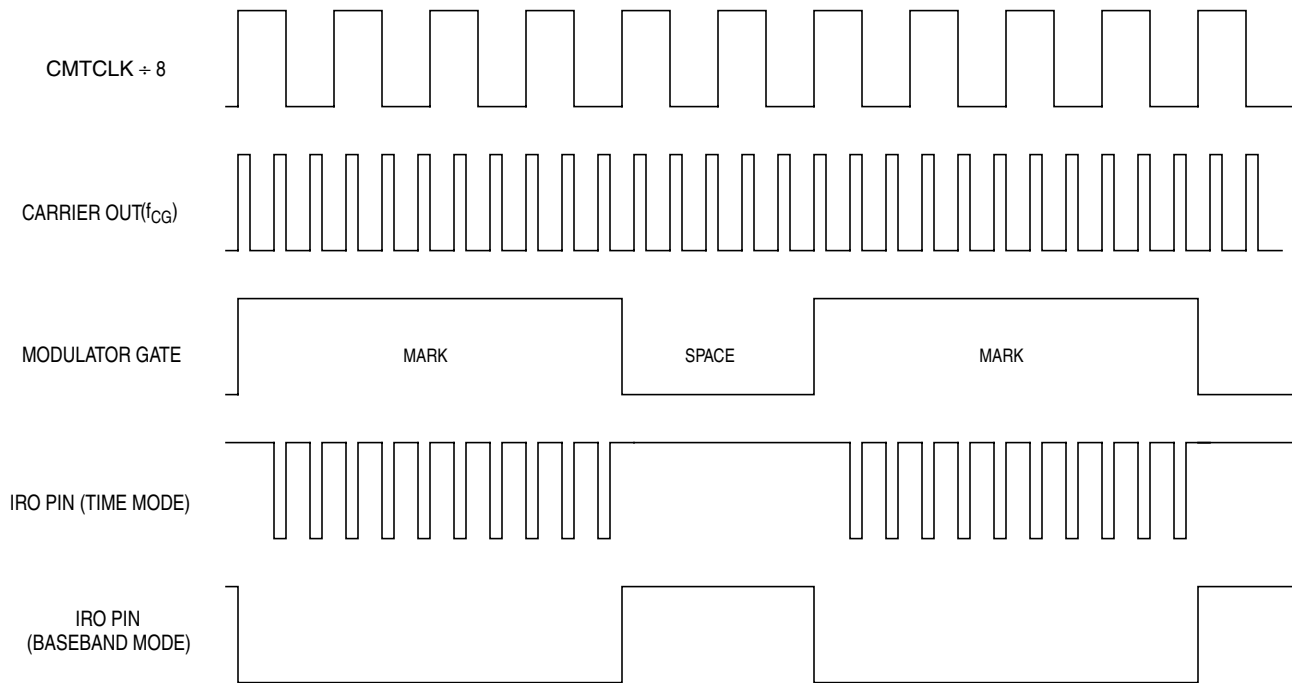 CMTCLK ÷ 8
CARRIER OUT(fCG)
MODULATOR GATE
MARK
SPACE
MARK
IRO PIN (TIME MODE)
IRO PIN
(BASEBAND MODE)